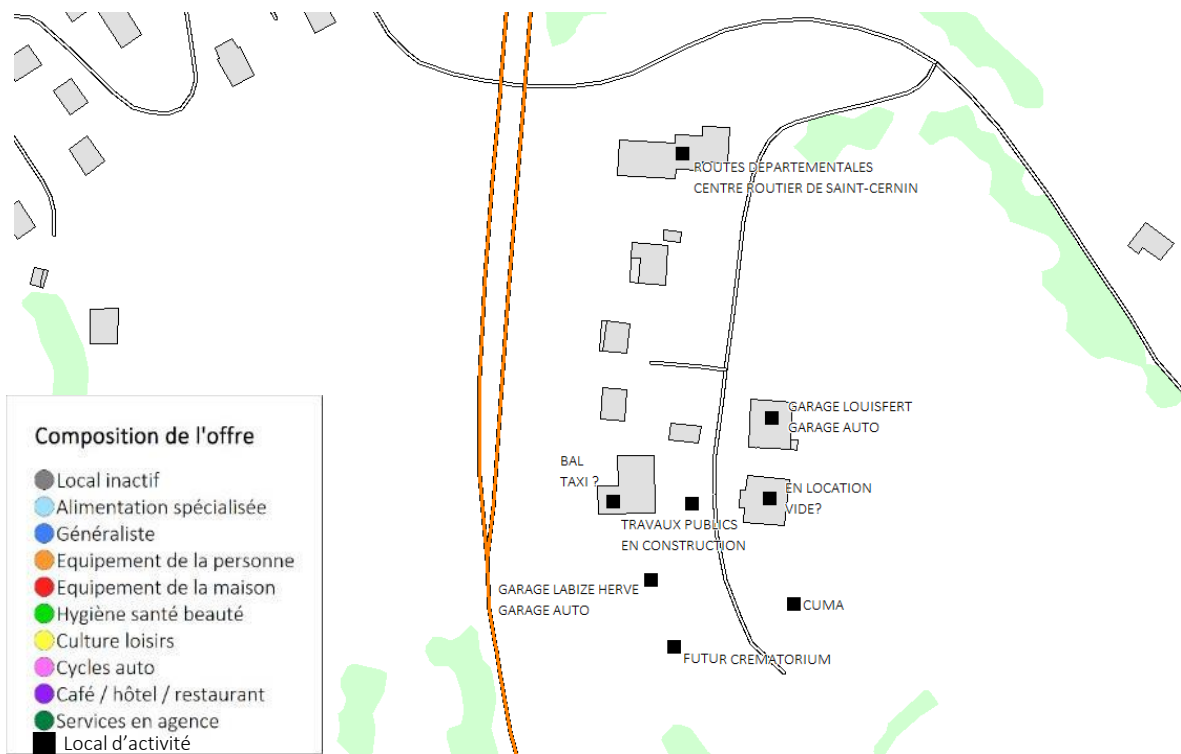 ROUTES DEPARTEMENTALES
CENTRE ROUTIER DE SAINT-CERNIN
GARAGE LOUISFERT
GARAGE AUTO
BAL
TAXI ?
EN LOCATION
VIDE?
TRAVAUX PUBLICS
EN CONSTRUCTION
GARAGE LABIZE HERVE
GARAGE AUTO
CUMA
FUTUR CREMATORIUM
Composition de l'offre
Local inactif
Alimentation spécialisée
Généraliste
Equipement de la personne
Equipement de la maison
Hygiène santé beauté
Culture loisirs
Cycles auto
Café / hôtel / restaurant
Services en agence
Local d’activité